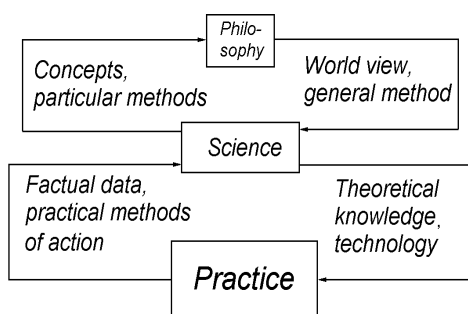 Philo-
sophy
Concepts,
particular methods
World view,
general method
Science
Factual data,
practical methods
of action
Theoretical
knowledge,
technology
Practice